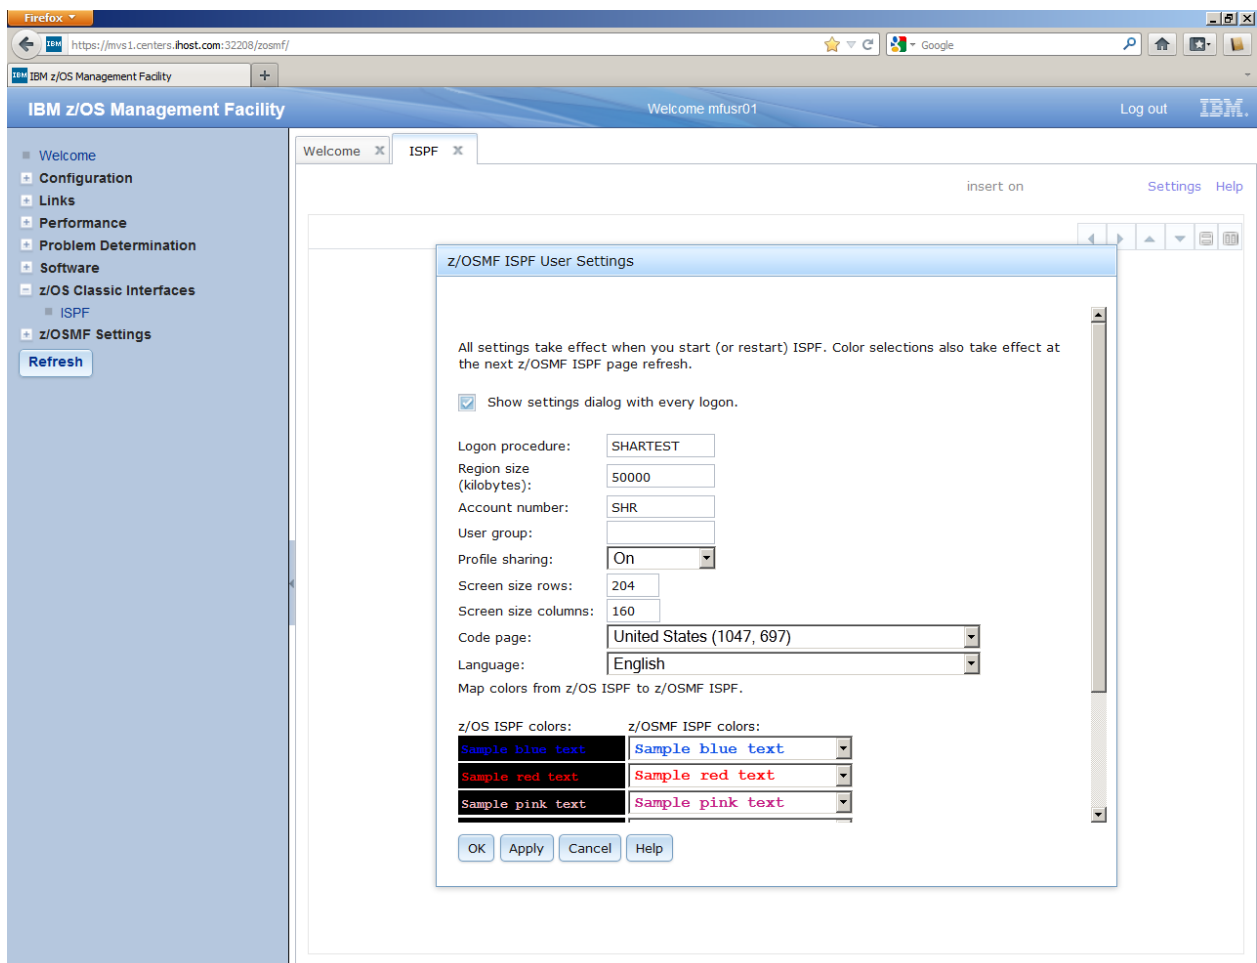 Firefox
https://mvs1.centers.ihost.com:32208/zosmf/
Google
IBM z/OS Management Facility
IBM z/OS Management Facility
Welcome mfusr01
Log out
IBM.
Welcome
Configuration
Links
Performance
Problem Determination
Software
z/OS Classic Interfaces
ISPF
z/OSMF Settings
Refresh
Welcome
ISPF
insert on
Settings
Help
z/OSMF ISPF User Settings
All settings take effect when you start (or restart) ISPF. Color selections also take effect at
the next z/OSMF ISPF page refresh.
Show settings dialog with every logon.
Logon procedure: SHARTEST
Region size
(kilobytes): 50000
Account number: SHR
User group:
Profile sharing: On
Screen size rows: 204
Screen size columns: 160
Code page: United States (1047, 697)
Language: English
Map colors from z/OS ISPF to z/OSMF ISPF.
z/OS ISPF colors: z/OSMF ISPF colors:
Sample blue text Sample blue text
Sample red text Sample red text
Sample pink text Sample pink text
OK Apply Cancel Help